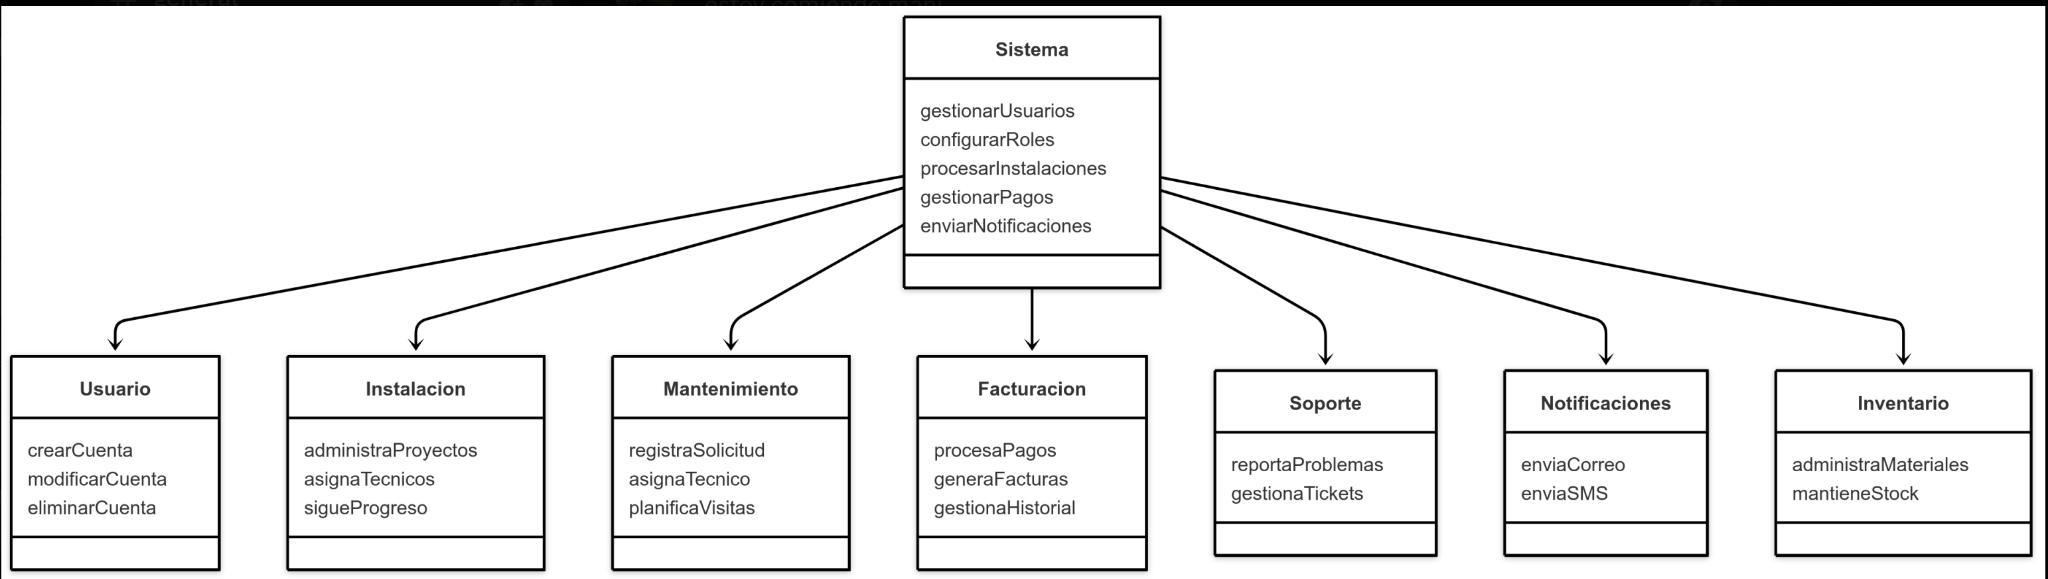 Sistema
gestionarUsuarios
configurarRoles
procesarInstalaciones
gestionarPagos
enviarNotificaciones
Usuario
crearCuenta
modificarCuenta
eliminarCuenta
Instalacion
administraProyectos
asignaTecnicos
sigueProgreso
Mantenimiento
registraSolicitud
asignaTecnico
planificaVisitas
Facturacion
procesaPagos
generaFacturas
gestionaHistorial
Soporte
reportaProblemas
gestionaTickets
Notificaciones
enviaCorreo
enviaSMS
Inventario
administraMateriales
mantieneStock